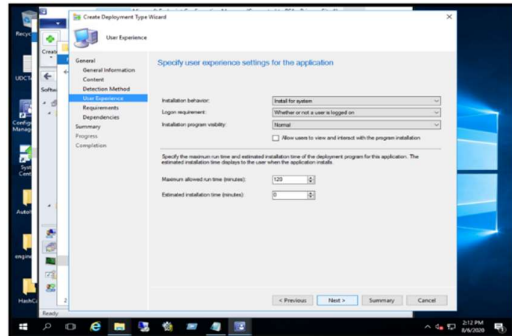 Create Deployment Type Wizard
User Experience
General
General Information
Content
Detection Method
User Experience
Requirements
Dependencies
Summary
Progress
Completion
Specify user experience settings for the application
Installation behavior: Install for system
Logon requirement: Whether or not a user is logged on
Installation program visibility: Normal
Allow users to view and interact with the program installation
Specify the maximum run time and estimated installation time of the deployment program for this application. The
estimated installation time displays to the user when the application installs.
Maximum allowed run time (minutes): 120
Estimated installation time (minutes): 0
< Previous
Next >
Summary
Cancel
Ready
2:12 PM